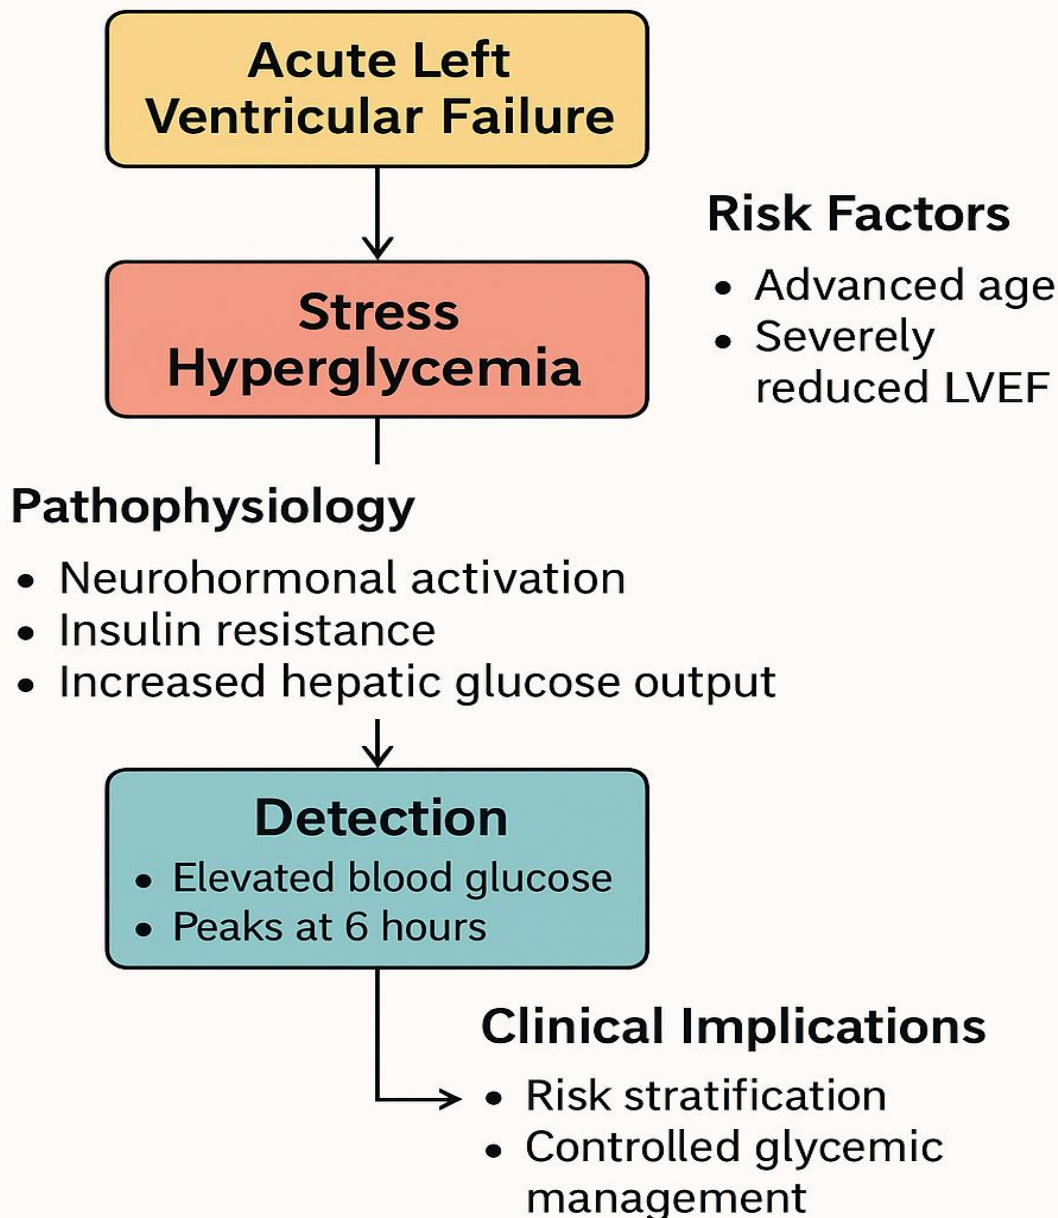 Acute Left
Ventricular Failure
Stress
Hyperglycemia
Risk Factors
• Advanced age
• Severely
reduced LVEF
Pathophysiology
• Neurohormonal activation
• Insulin resistance
• Increased hepatic glucose output
Detection
• Elevated blood glucose
• Peaks at 6 hours
Clinical Implications
• Risk stratification
• Controlled glycemic
management